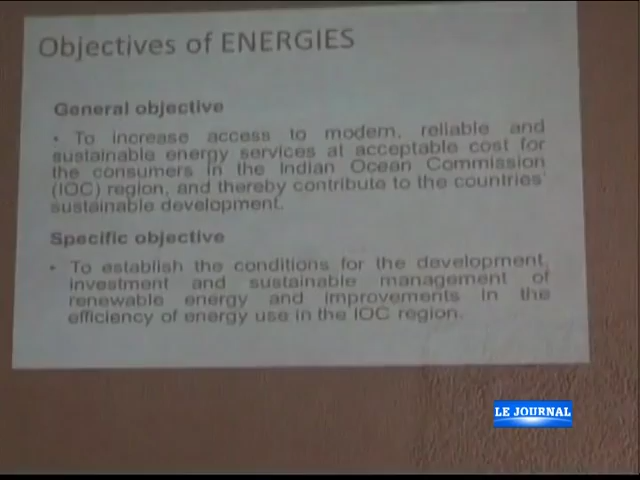 Objectives of ENERGIES
General objective
• To increase access to modern, reliable and
sustainable energy services at acceptable cost for
the consumers in the Indian Ocean Commission
(IOC) region, and thereby contribute to the countries'
sustainable development.
Specific objective
• To establish the conditions for the development,
investment and sustainable management of
renewable energy and improvements in the
efficiency of energy use in the IOC region.
LE JOURNAL